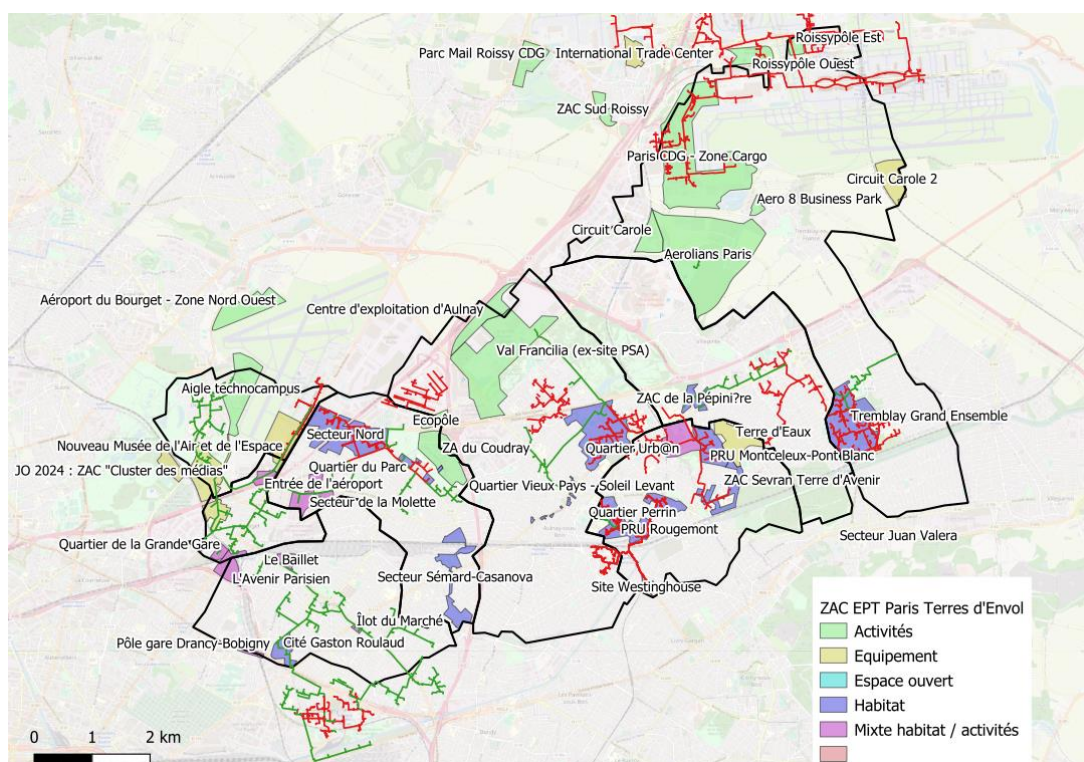 Roissypôle Est
Parc Mail Roissy CDG
International Trade Center
Roissypôle Ouest
ZAC Sud Roissy
Paris CDG - Zone Cargo
Circuit Carole 2
Aero 8 Business Park
Circuit Carole
Aerolians Paris
Aéroport du Bourget - Zone Nord Ouest
Centre d'exploitation d'Aulnay
Val Francilia (ex-site PSA)
Aigle technocampus
ZAC de la Pépini?re
Ecopôle
Tremblay Grand Ensemble
Secteur Nord
Terre d'Eaux
Nouveau Musée de l'Air et de l'Espace
ZA du Coudray
Quartier Urb@n
PRU Montceleux-Pont Blanc
JO 2024 : ZAC "Cluster des médias"
Quartier du Parc
Entrée de l'aéroport
Quartier Vieux-Pays - Soleil Levant
ZAC Sevran Terre d'Avenir
Secteur de la Molette
Quartier Perrin
PRU Rougemont
Secteur Juan Valera
Quartier de la Grande Gare
Le Baillet
L'Avenir Parisien
Secteur Sémard-Casanova
Site Westinghouse
Îlot du Marché
Pôle gare Drancy-Bobigny
Cité Gaston Roulaud
ZAC EPT Paris Terres d'Envol
Activités
Equipement
Espace ouvert
Habitat
Mixte habitat / activités
0 1 2 km